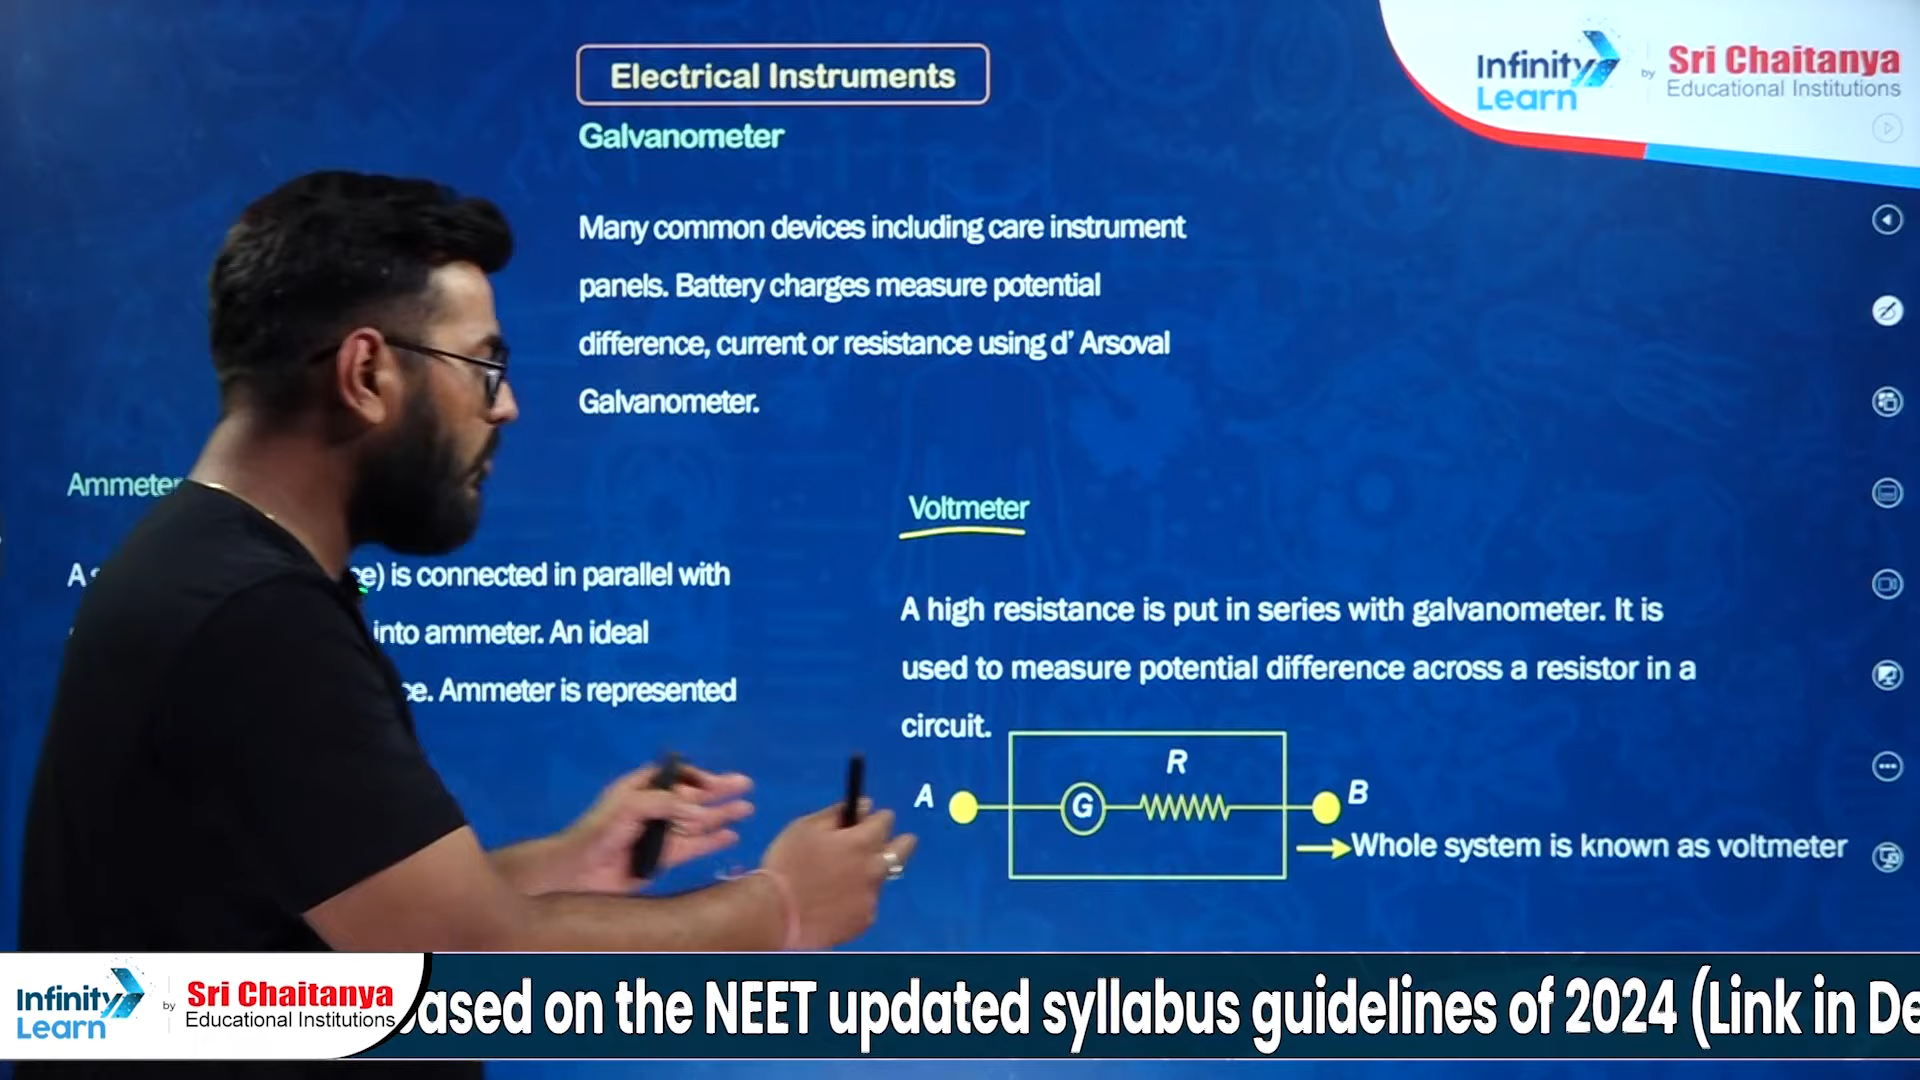 Electrical Instruments
Galvanometer
Many common devices including care instrument
panels. Battery charges measure potential
difference, current or resistance using d' Arsoval
Galvanometer.
Ammeter
A
is connected in parallel with
into ammeter. An ideal
Ammeter is represented
Voltmeter
A high resistance is put in series with galvanometer. It is
used to measure potential difference across a resistor in a
circuit.
R
A
G
B
Whole system is known as voltmeter
Infinity
Learn
by
Sri Chaitanya
Educational Institutions
Infinity
Learn
by
Sri Chaitanya
Educational Institutions
on the NEET updated syllabus guidelines of 2024 (Link in